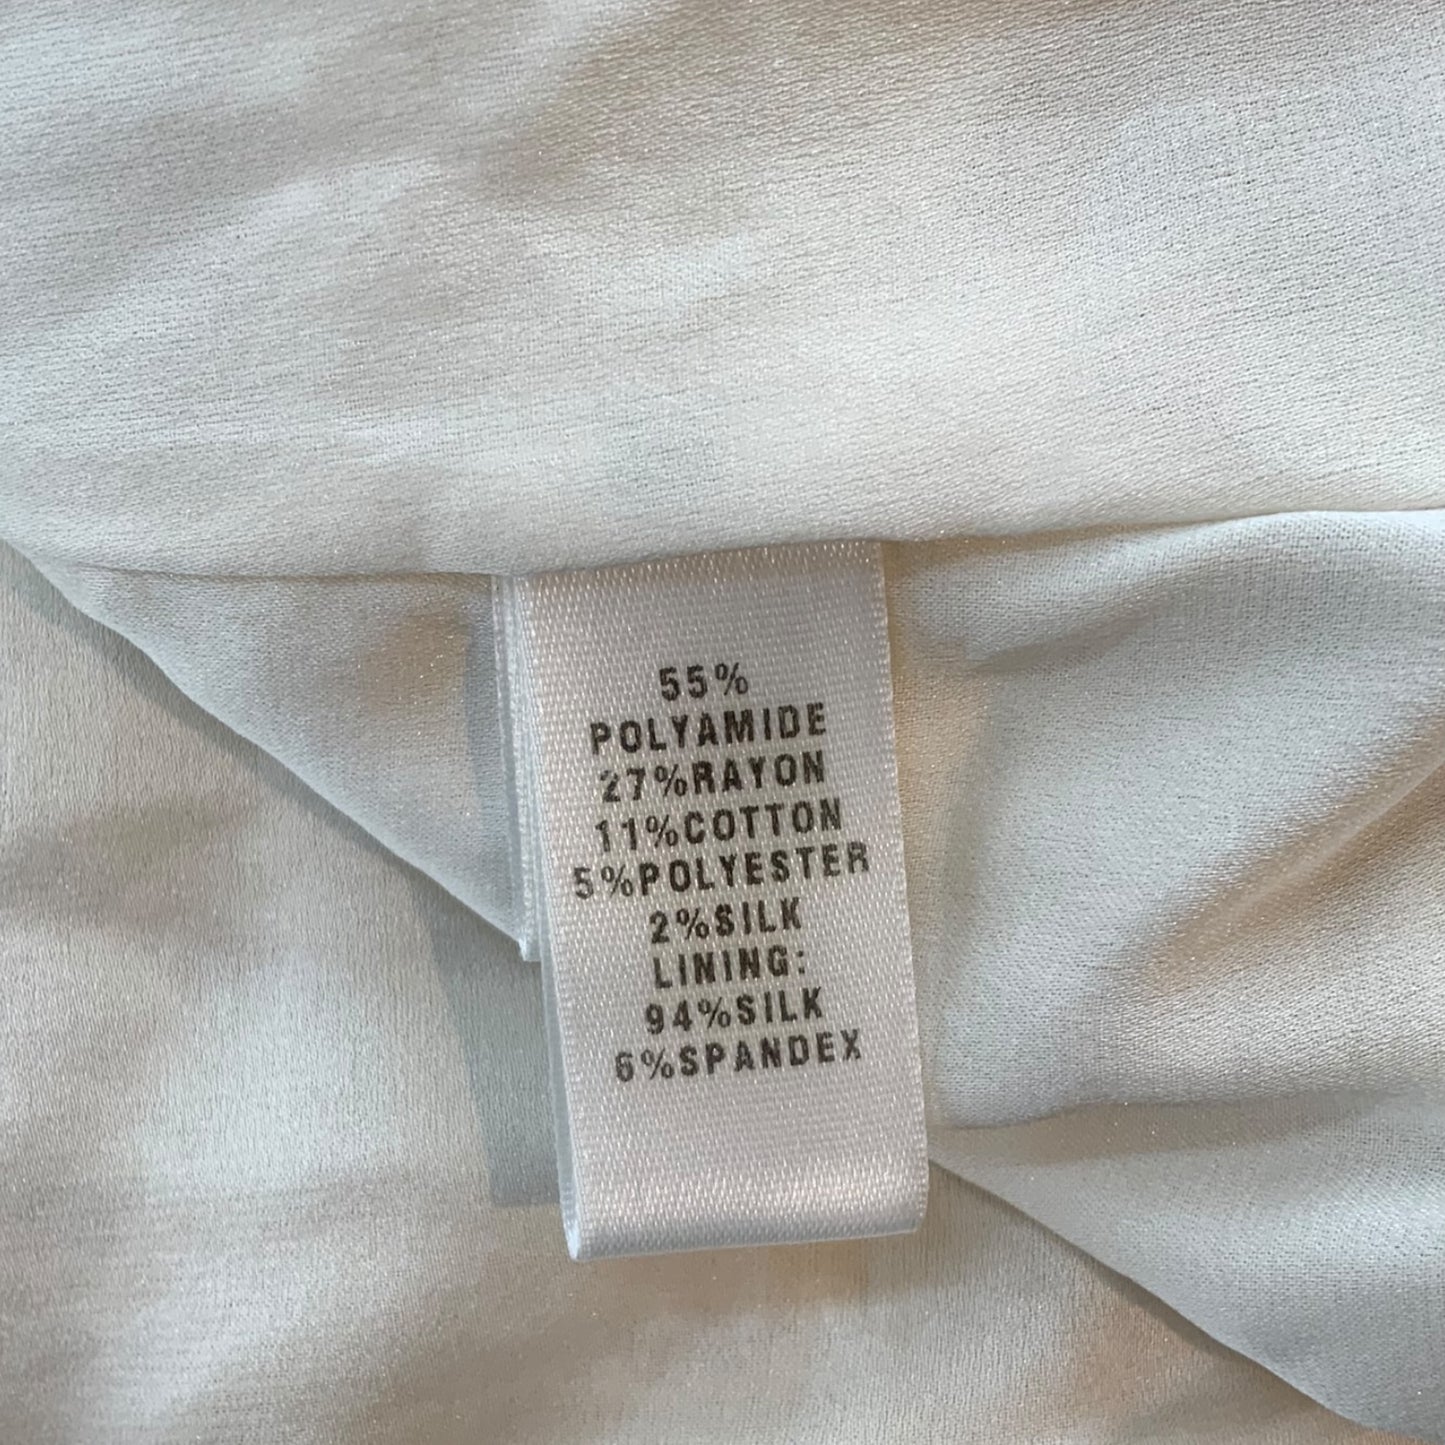 55%
POLYAMIDE
27%RAYON
11%COTTON
5%POLYESTER
2%SILK
LINING:
94%SILK
6%SPANDEX